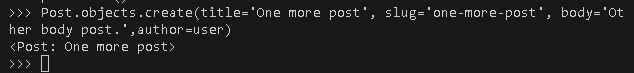 >>> Post.objects.create(title='One more post', slug='one-more-post', body='Ot
her body post.',author=user)
<Post: One more post>
>>>